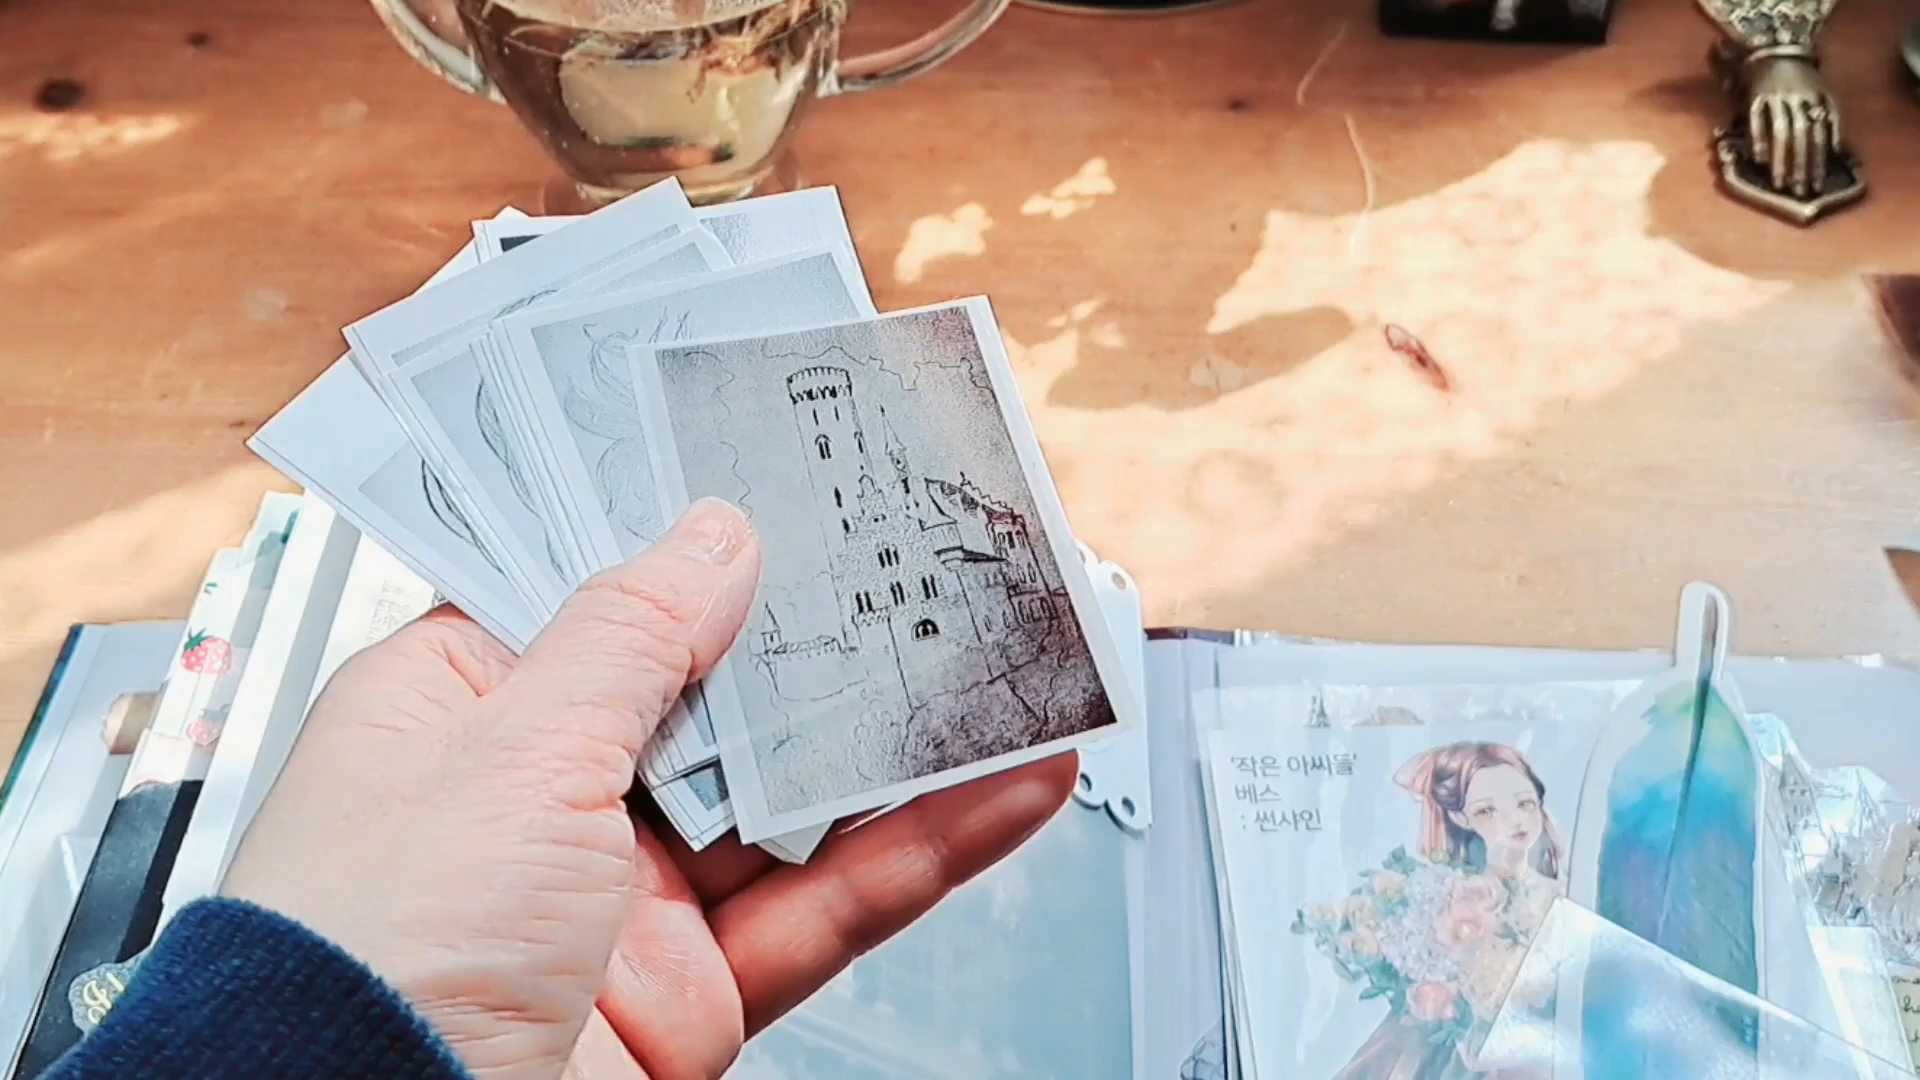 '작은 아씨들'
베스
: 썬샤인